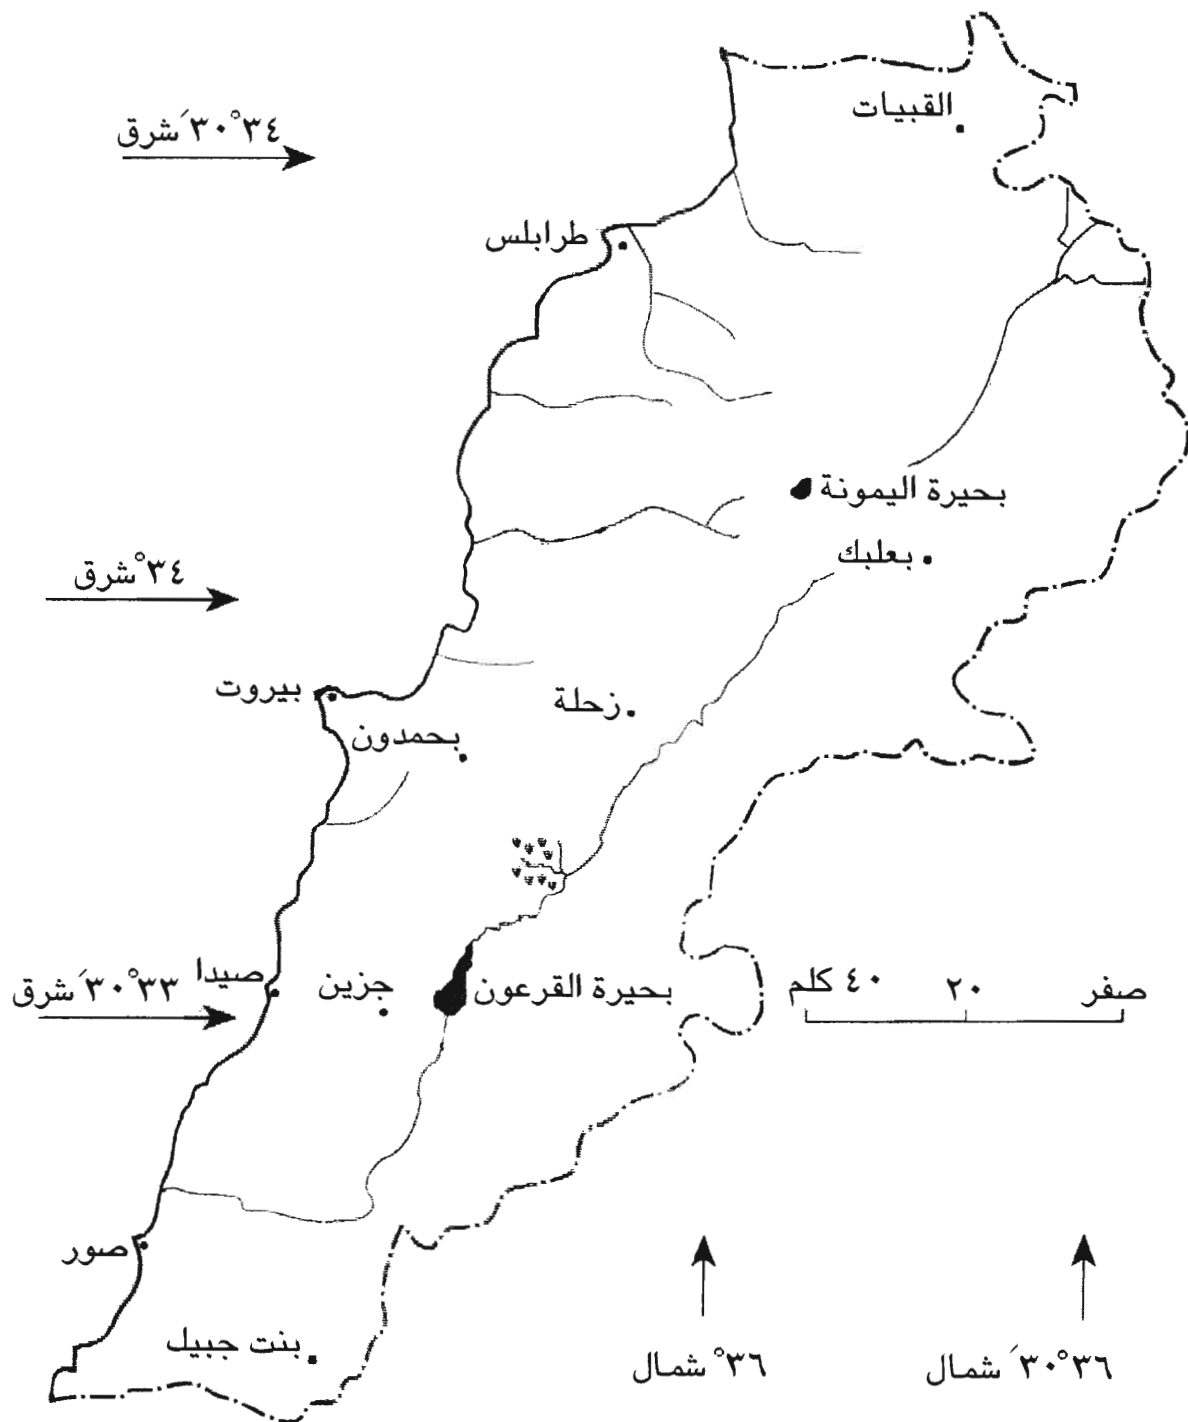 القبيات
٣٤°٣٠´ شرق
طرابلس
بحيرة اليمونة
بعلبك
٣٤° شرق
بيروت
زحلة
بحمدون
صيدا
جزين
بحيرة القرعون
٣٣°٣٠´ شرق
صفر ٢٠ ٤٠ كلم
صور
بنت جبيل
٣٦° شمال
٣٦°٣٠´ شمال